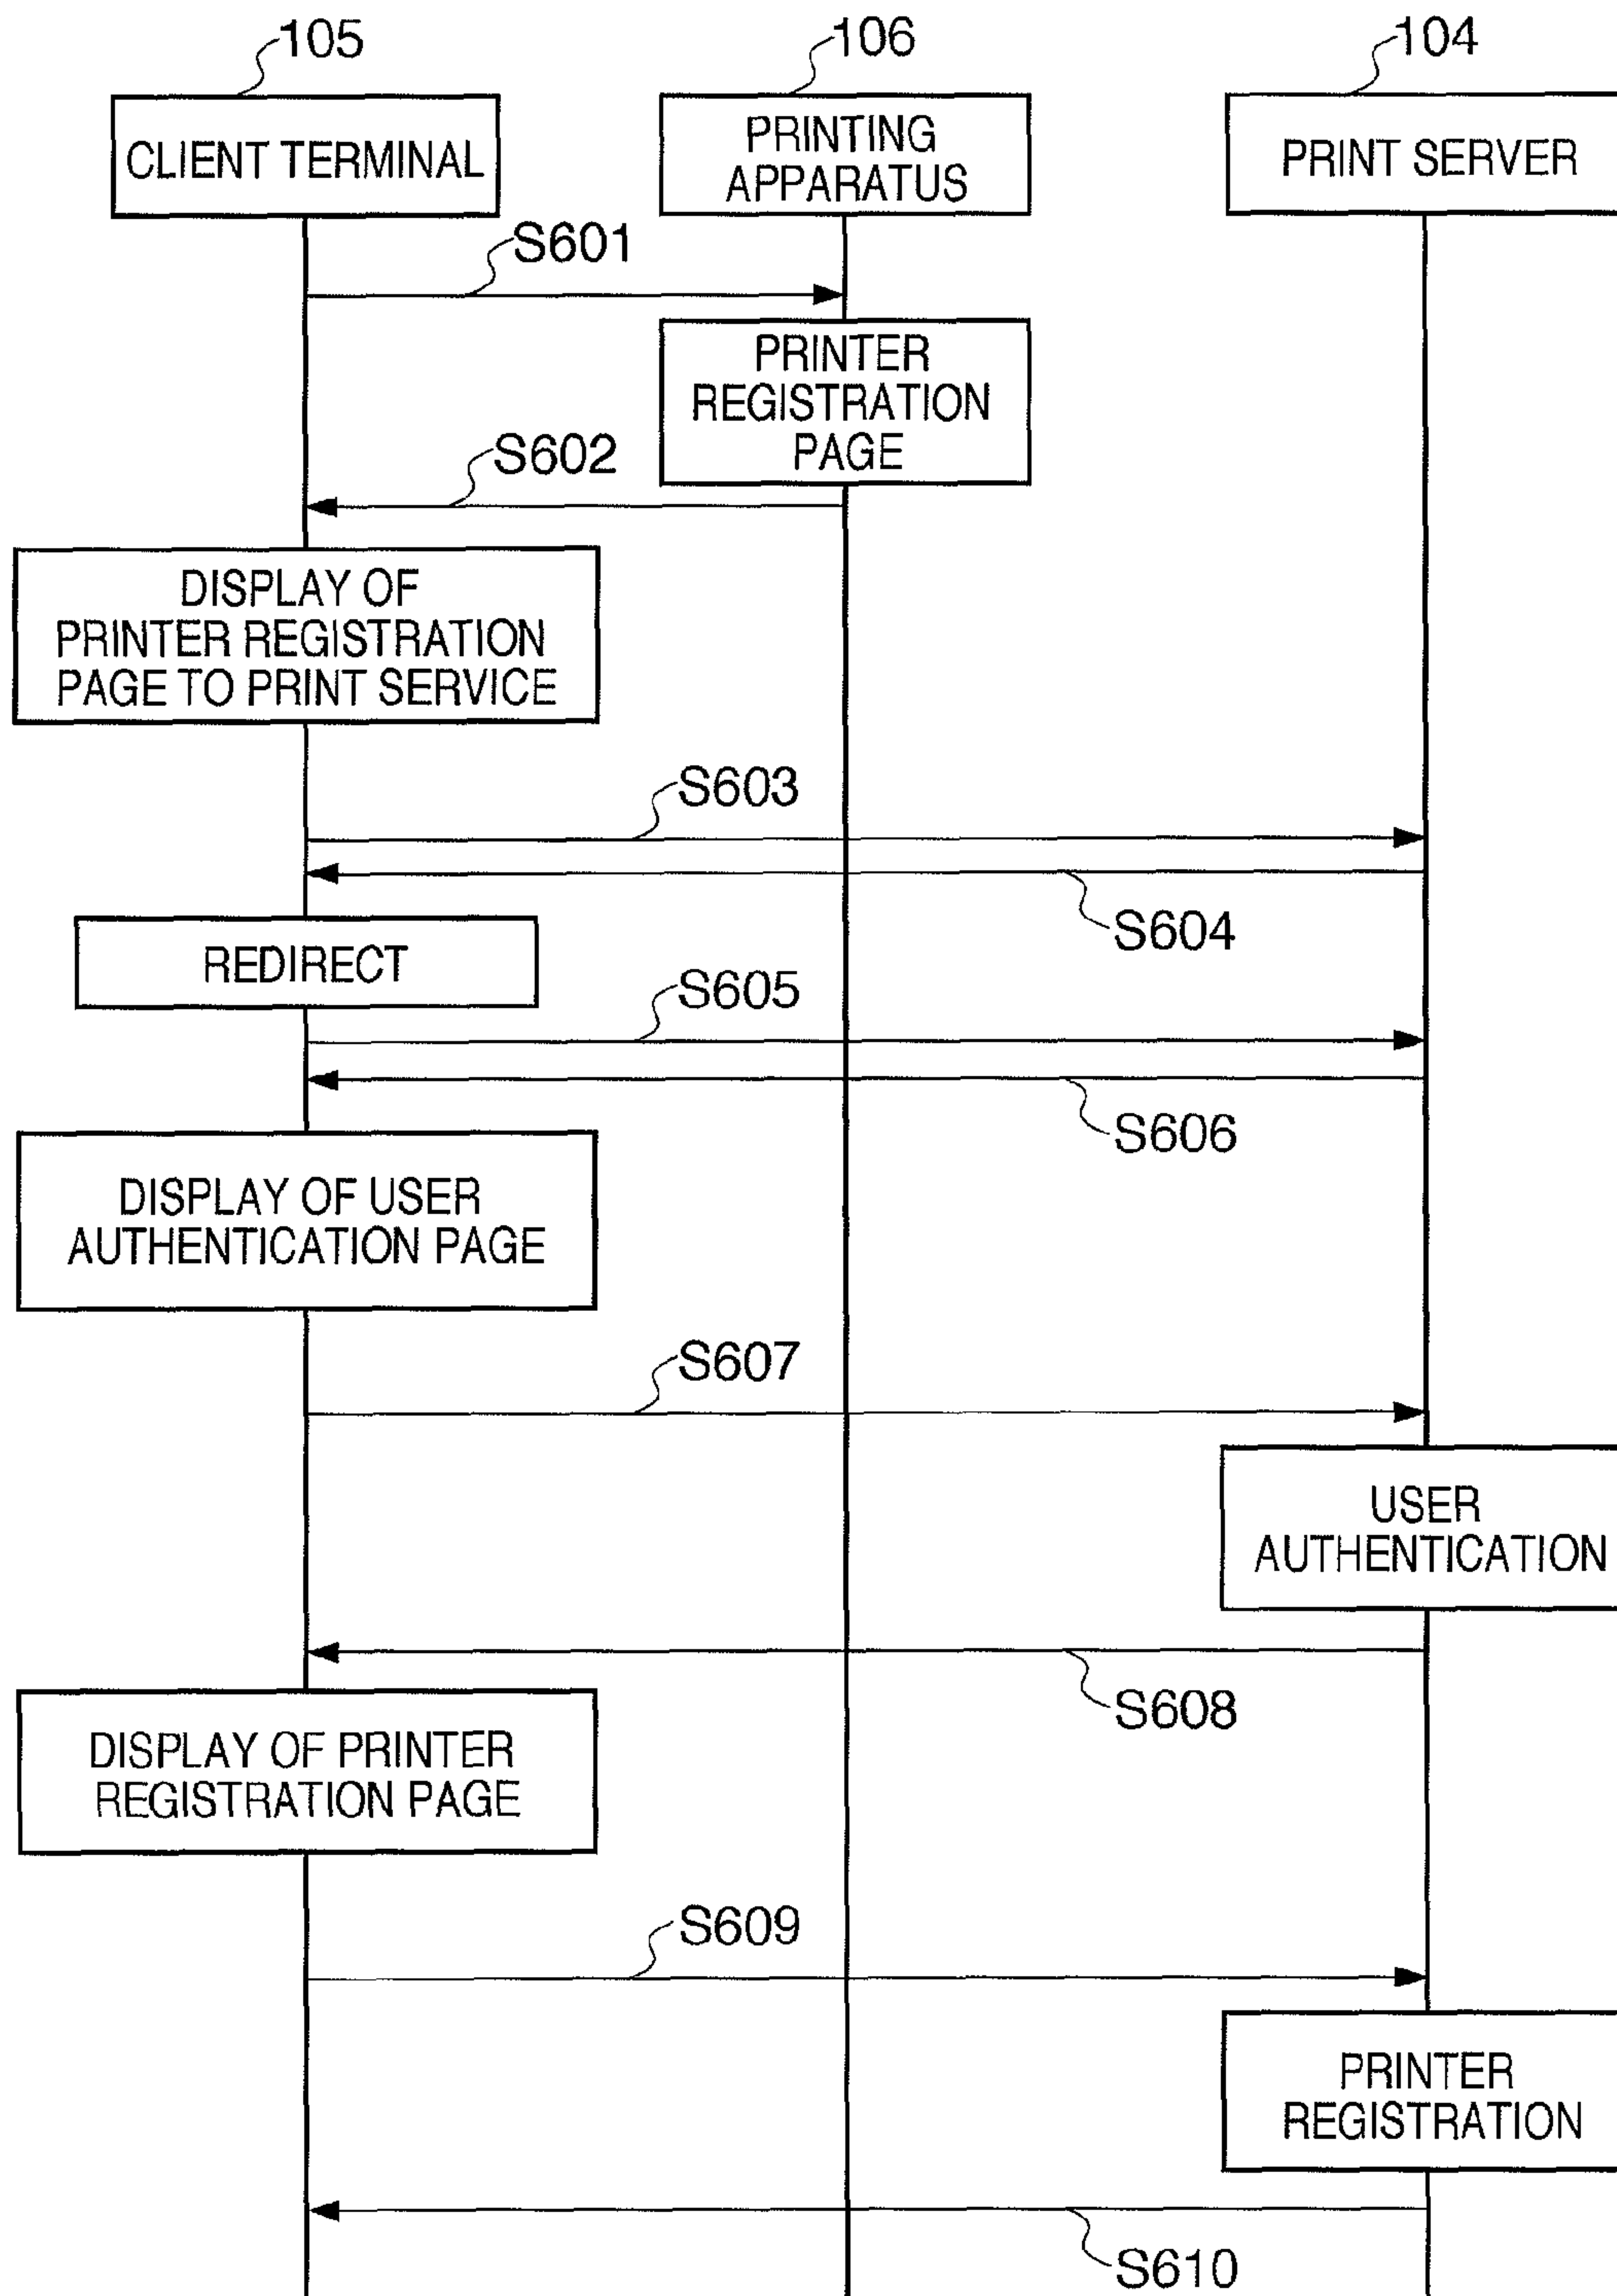 105
106
104
CLIENT TERMINAL
PRINTING
APPARATUS
PRINT SERVER
S601
PRINTER
REGISTRATION
PAGE
S602
DISPLAY OF
PRINTER REGISTRATION
PAGE TO PRINT SERVICE
S603
S604
REDIRECT
S605
S606
DISPLAY OF USER
AUTHENTICATION PAGE
S607
USER
AUTHENTICATION
S608
DISPLAY OF PRINTER
REGISTRATION PAGE
S609
PRINTER
REGISTRATION
S610